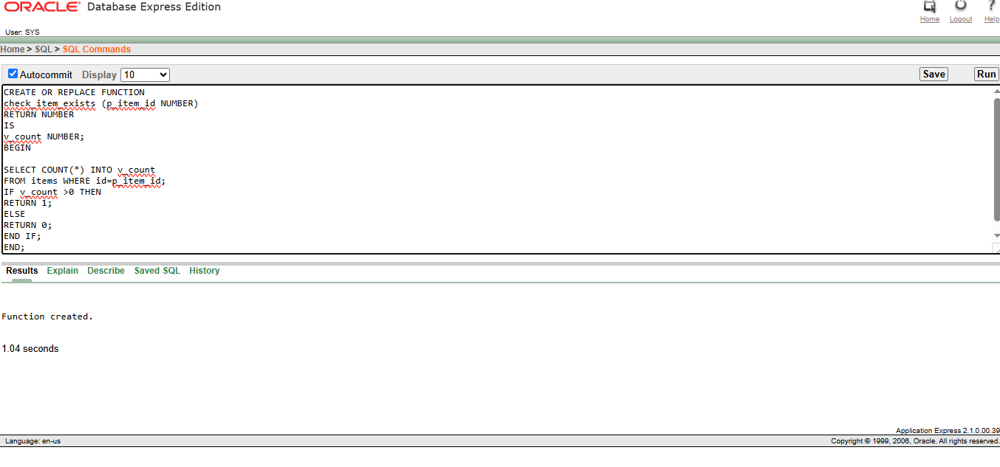 ORACLE Database Express Edition
Home Logout Help
User: SYS
Home > SQL > SQL Commands
Autocommit Display 10 Save Run
CREATE OR REPLACE FUNCTION
check_item_exists (p_item_id NUMBER)
RETURN NUMBER
IS
v_count NUMBER;
BEGIN
SELECT COUNT(*) INTO v_count
FROM items WHERE id=p_item_id;
IF v_count >0 THEN
RETURN 1;
ELSE
RETURN 0;
END IF;
END;
Results Explain Describe Saved SQL History
Function created.
1.04 seconds
Application Express 2.1.0.00.39
Language: en-us Copyright © 1999, 2006, Oracle. All rights reserved.